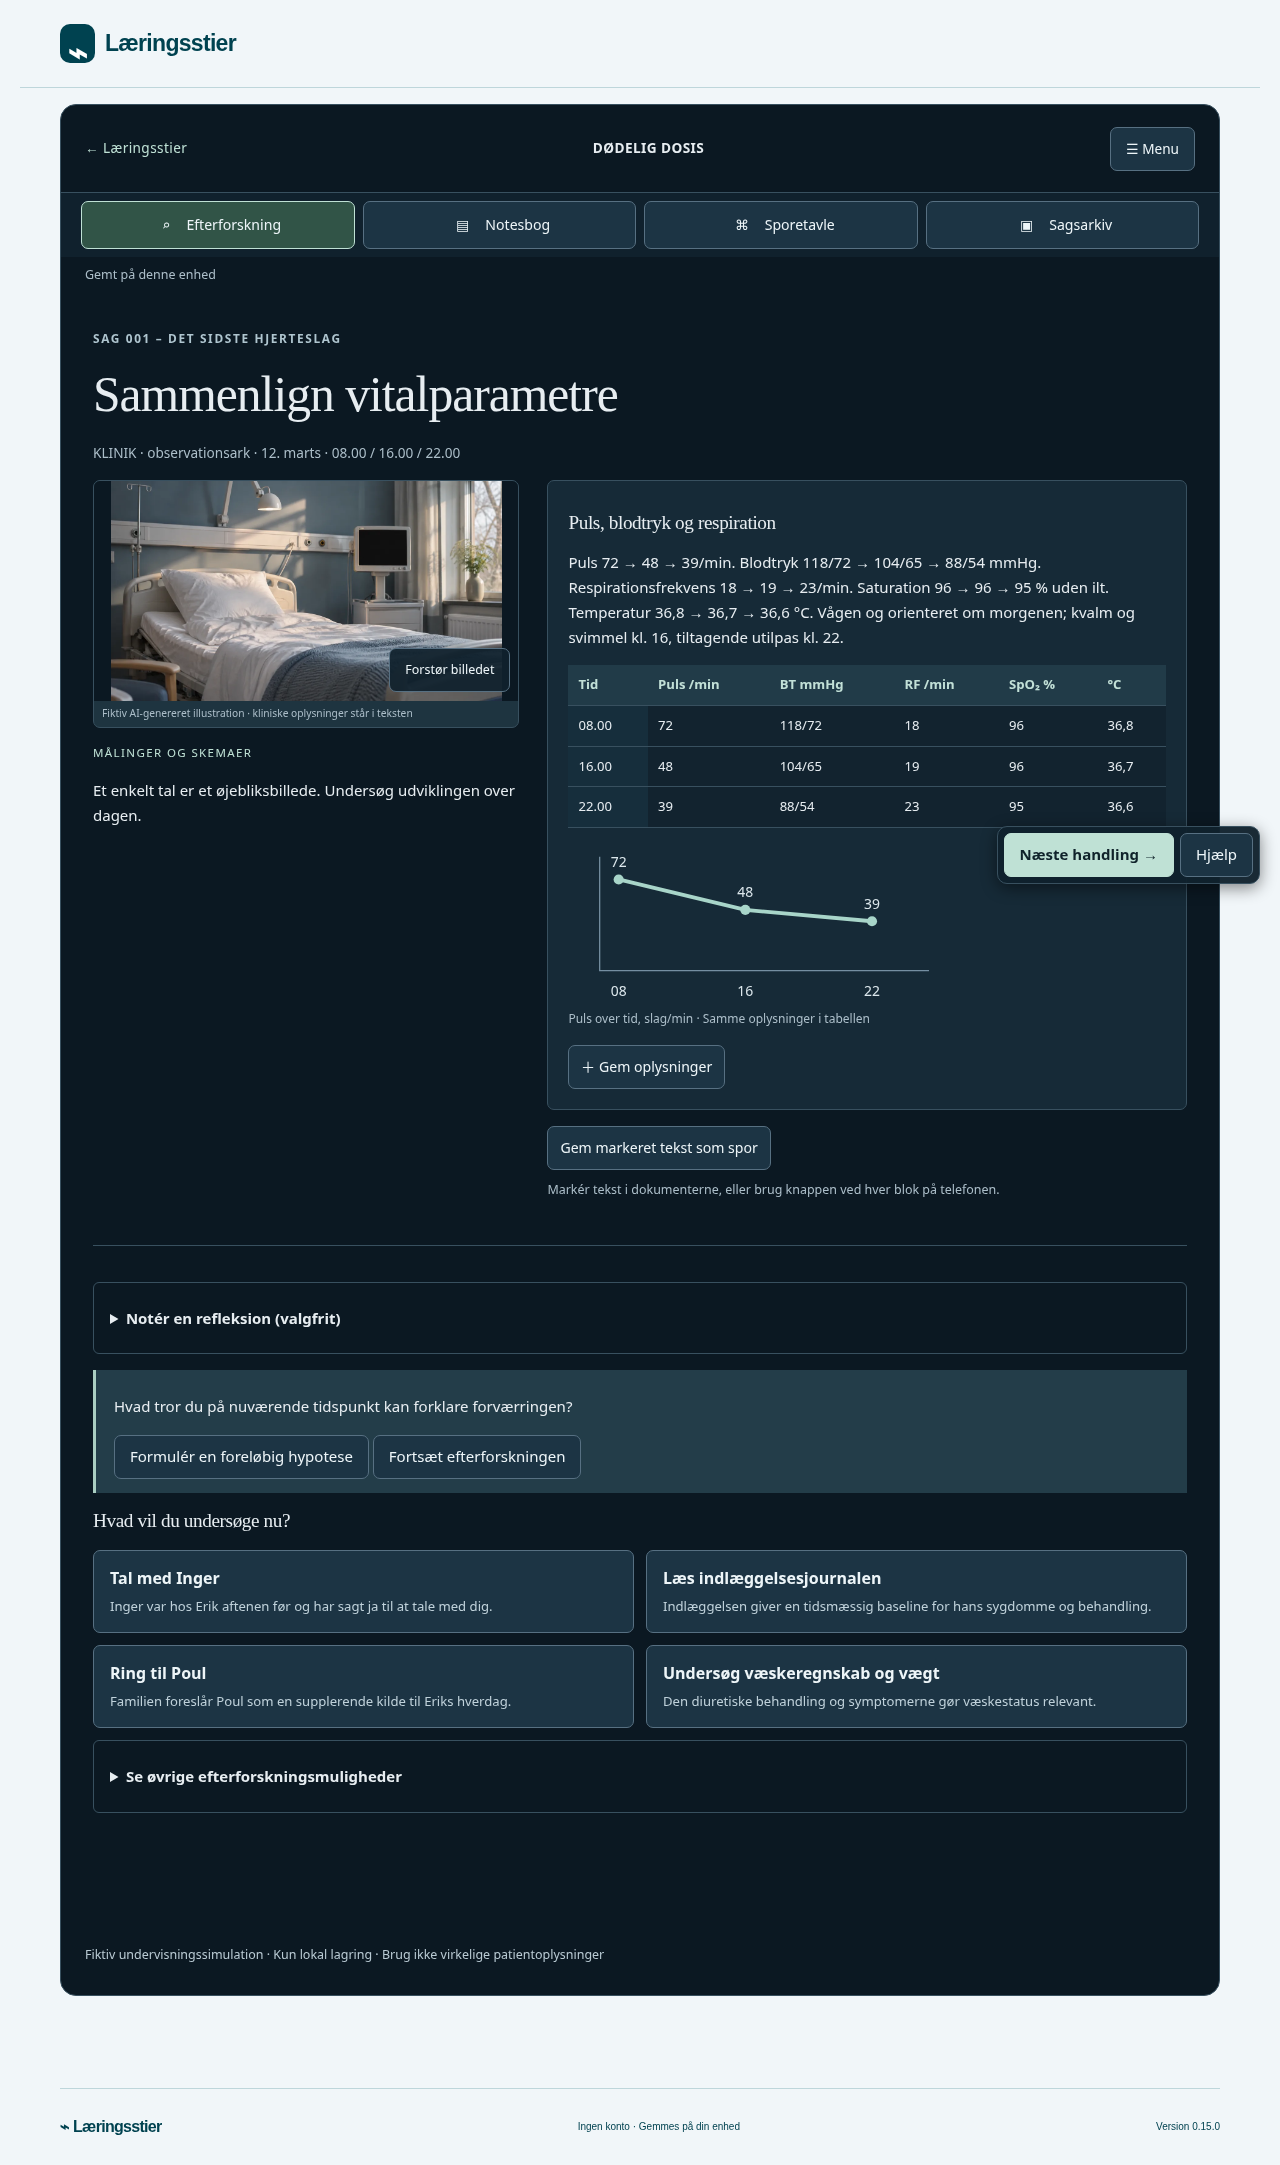 Læringsstier
← Læringsstier
DØDELIG DOSIS
☰ Menu
Efterforskning
Notesbog
Sporetavle
Sagsarkiv
Gemt på denne enhed
SAG 001 – DET SIDSTE HJERTESLAG
Sammenlign vitalparametre
KLINIK · observationsark · 12. marts · 08.00 / 16.00 / 22.00
Forstør billedet
Fiktiv AI-genereret illustration · kliniske oplysninger står i teksten
MÅLINGER OG SKEMAER
Et enkelt tal er et øjebliksbillede. Undersøg udviklingen over
dagen.
Puls, blodtryk og respiration
Puls 72 → 48 → 39/min. Blodtryk 118/72 → 104/65 → 88/54 mmHg.
Respirationsfrekvens 18 → 19 → 23/min. Saturation 96 → 96 → 95 % uden ilt.
Temperatur 36,8 → 36,7 → 36,6 °C. Vågen og orienteret om morgenen; kvalm og
svimmel kl. 16, tiltagende utilpas kl. 22.
Tid Puls /min BT mmHg RF /min SpO₂ % °C
08.00 72 118/72 18 96 36,8
16.00 48 104/65 19 96 36,7
22.00 39 88/54 23 95 36,6
Næste handling →
Hjælp
72
48
39
08 16 22
Puls over tid, slag/min · Samme oplysninger i tabellen
+ Gem oplysninger
Gem markeret tekst som spor
Markér tekst i dokumenterne, eller brug knappen ved hver blok på telefonen.
▶ Notér en refleksion (valgfrit)
Hvad tror du på nuværende tidspunkt kan forklare forværringen?
Formulér en foreløbig hypotese
Fortsæt efterforskningen
Hvad vil du undersøge nu?
Tal med Inger
Inger var hos Erik aftenen før og har sagt ja til at tale med dig.
Læs indlæggelsesjournalen
Indlæggelsen giver en tidsmæssig baseline for hans sygdomme og behandling.
Ring til Poul
Familien foreslår Poul som en supplerende kilde til Eriks hverdag.
Undersøg væskeregnskab og vægt
Den diuretiske behandling og symptomerne gør væskestatus relevant.
▶ Se øvrige efterforskningsmuligheder
Fiktiv undervisningssimulation · Kun lokal lagring · Brug ikke virkelige patientoplysninger
Læringsstier
Ingen konto · Gemmes på din enhed
Version 0.15.0